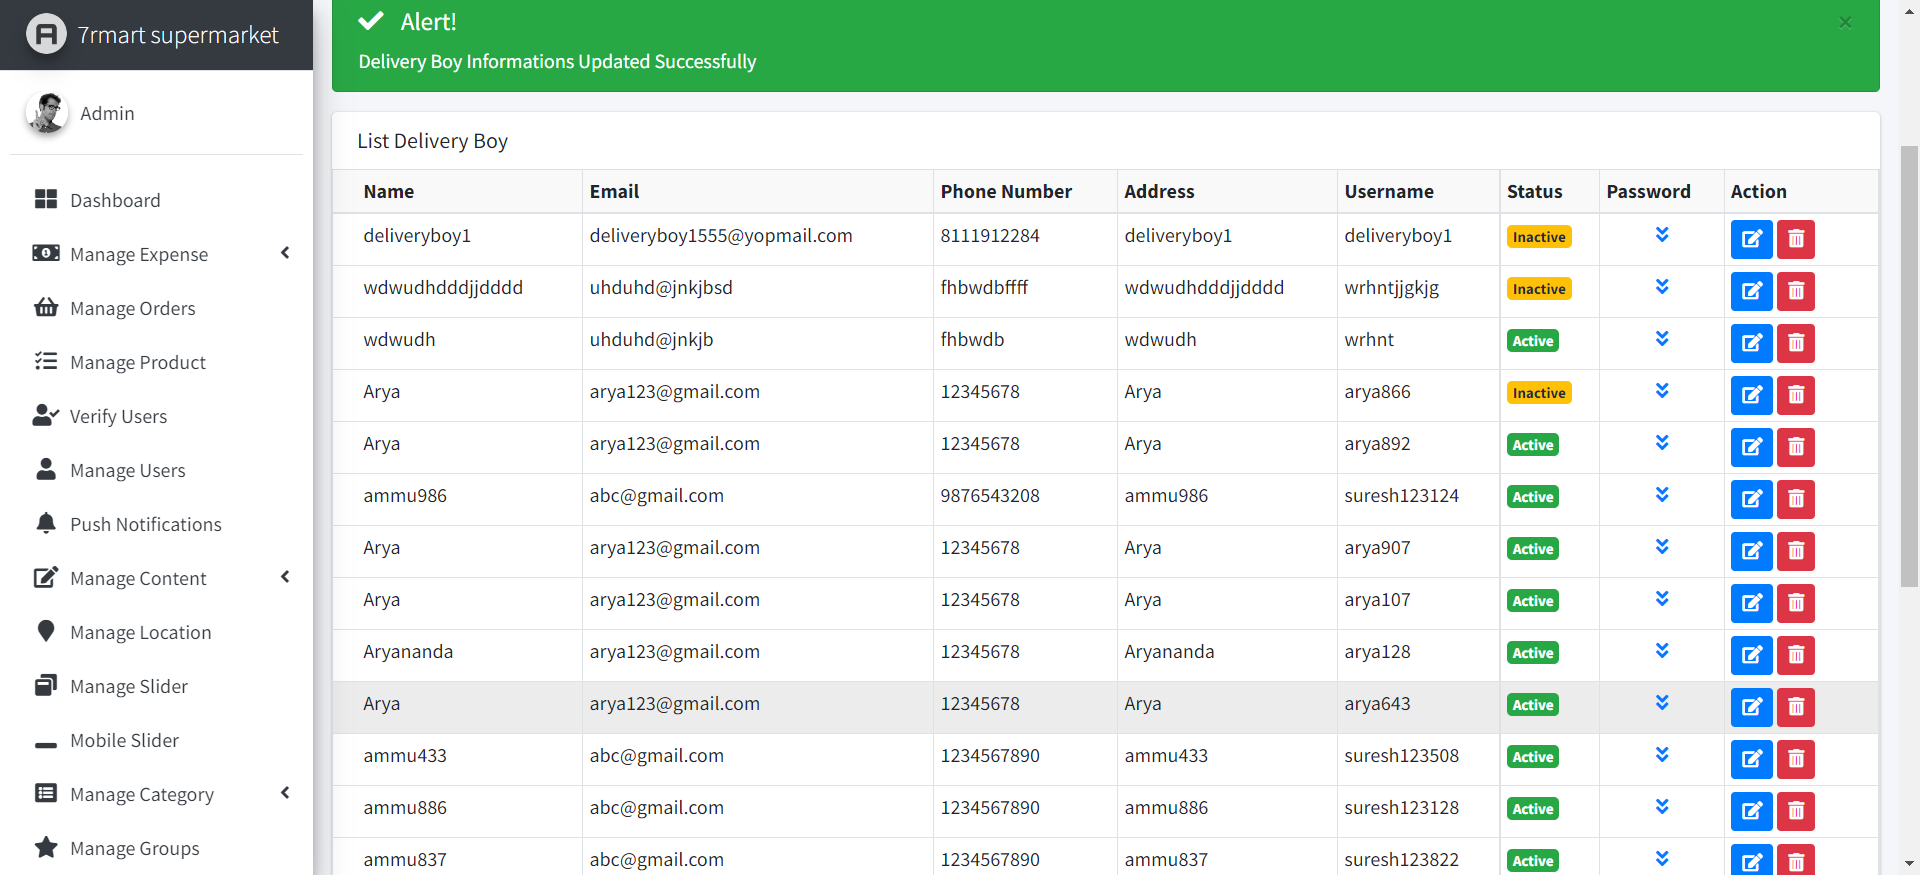 7rmart supermarket
Admin
Dashboard
Manage Expense
Manage Orders
Manage Product
Verify Users
Manage Users
Push Notifications
Manage Content
Manage Location
Manage Slider
Mobile Slider
Manage Category
Manage Groups
Alert!
×
Delivery Boy Informations Updated Successfully
List Delivery Boy
Name Email Phone Number Address Username Status Password Action
deliveryboy1 deliveryboy1555@yopmail.com 8111912284 deliveryboy1 deliveryboy1 Inactive
wdwudhdddjjdddd uhduhd@jnkjbsd fhbwdbffff wdwudhdddjjdddd wrhntjjgkjg Inactive
wdwudh uhduhd@jnkjb fhbwdb wdwudh wrhnt Active
Arya arya123@gmail.com 12345678 Arya arya866 Inactive
Arya arya123@gmail.com 12345678 Arya arya892 Active
ammu986 abc@gmail.com 9876543208 ammu986 suresh123124 Active
Arya arya123@gmail.com 12345678 Arya arya907 Active
Arya arya123@gmail.com 12345678 Arya arya107 Active
Aryananda arya123@gmail.com 12345678 Aryananda arya128 Active
Arya arya123@gmail.com 12345678 Arya arya643 Active
ammu433 abc@gmail.com 1234567890 ammu433 suresh123508 Active
ammu886 abc@gmail.com 1234567890 ammu886 suresh123128 Active
ammu837 abc@gmail.com 1234567890 ammu837 suresh123822 Active